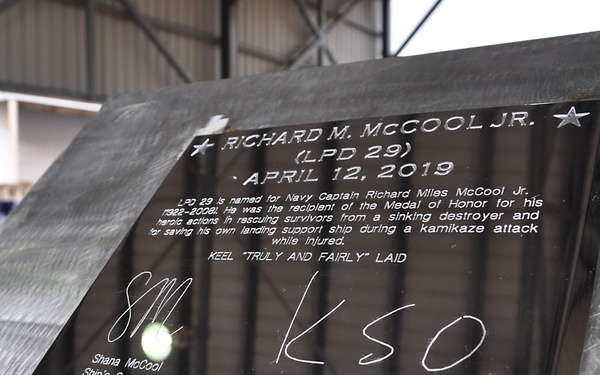 ★ RICHARD M. MCCOOL JR. ★
(LPD 29)
APRIL 12, 2019
LPD 29 is named for Navy Captain Richard Miles McCool Jr.
(1922-2008). He was the recipient of the Medal of Honor for his
heroic actions in rescuing survivors from a sinking destroyer and
for saving his own landing support ship during a kamikaze attack
while injured.
KEEL "TRULY AND FAIRLY" LAID
SM KSO
Shana McCool
Ship's